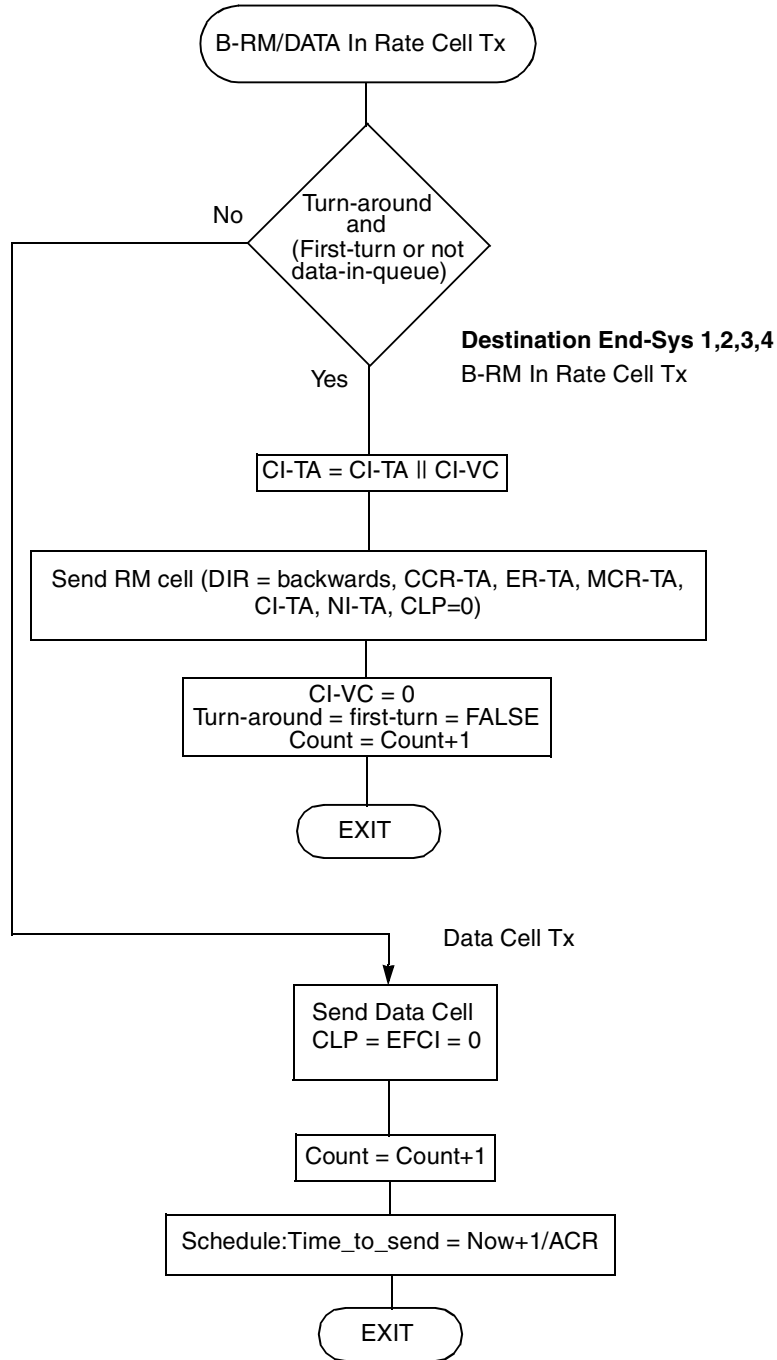 B-RM/DATA In Rate Cell Tx
Turn-around
and
(First-turn or not
data-in-queue)
No
Destination End-Sys 1,2,3,4
B-RM In Rate Cell Tx
Yes
CI-TA = CI-TA || CI-VC
Send RM cell (DIR = backwards, CCR-TA, ER-TA, MCR-TA,
CI-TA, NI-TA, CLP=0)
CI-VC = 0
Turn-around = first-turn = FALSE
Count = Count+1
EXIT
Data Cell Tx
Send Data Cell
CLP = EFCI = 0
Count = Count+1
Schedule:Time_to_send = Now+1/ACR
EXIT